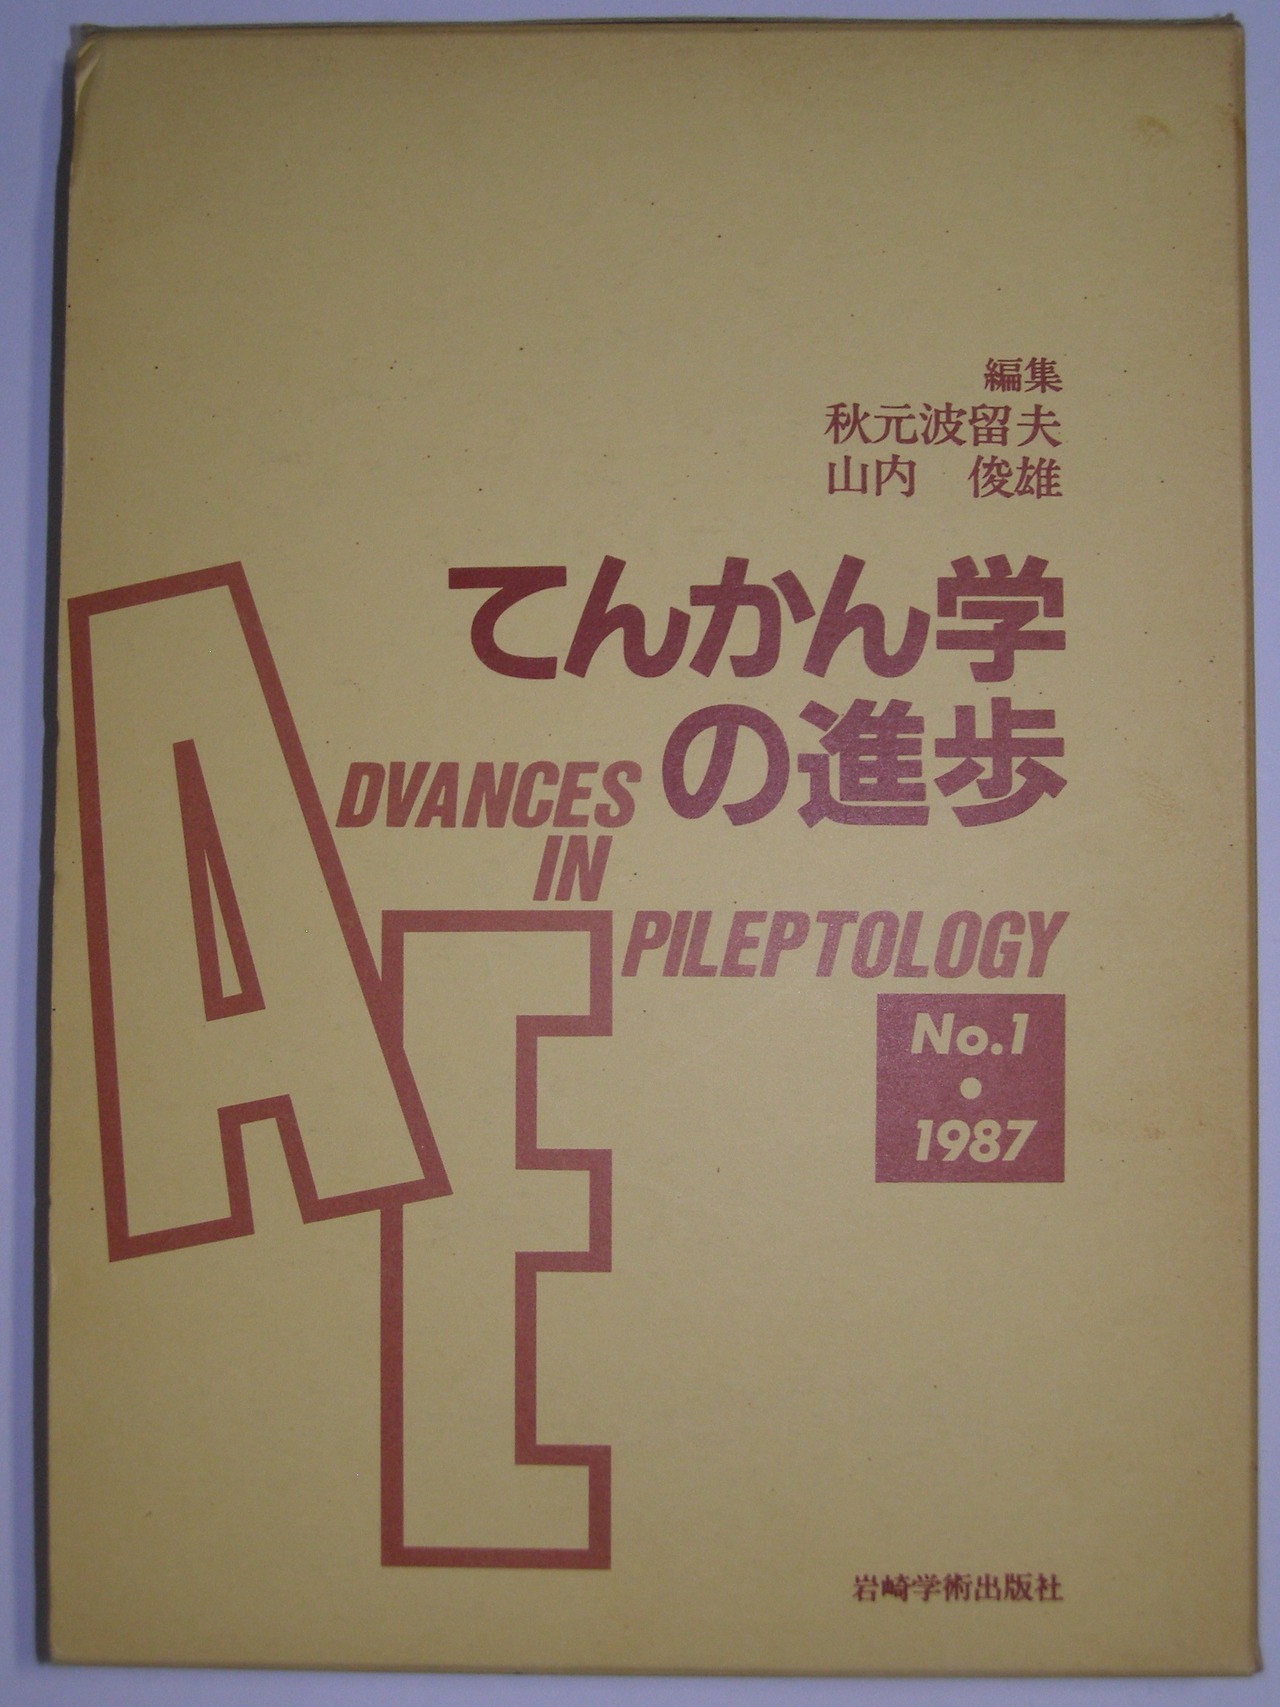 編集
秋元波留夫
山内 俊雄
てんかん学
の進歩
ADVANCES
IN
EPILEPTOLOGY
No.1
●
1987
岩崎学術出版社